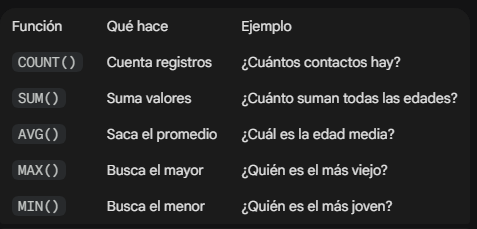 Función Qué hace Ejemplo
COUNT() Cuenta registros ¿Cuántos contactos hay?
SUM() Suma valores ¿Cuánto suman todas las edades?
AVG() Saca el promedio ¿Cuál es la edad media?
MAX() Busca el mayor ¿Quién es el más viejo?
MIN() Busca el menor ¿Quién es el más joven?